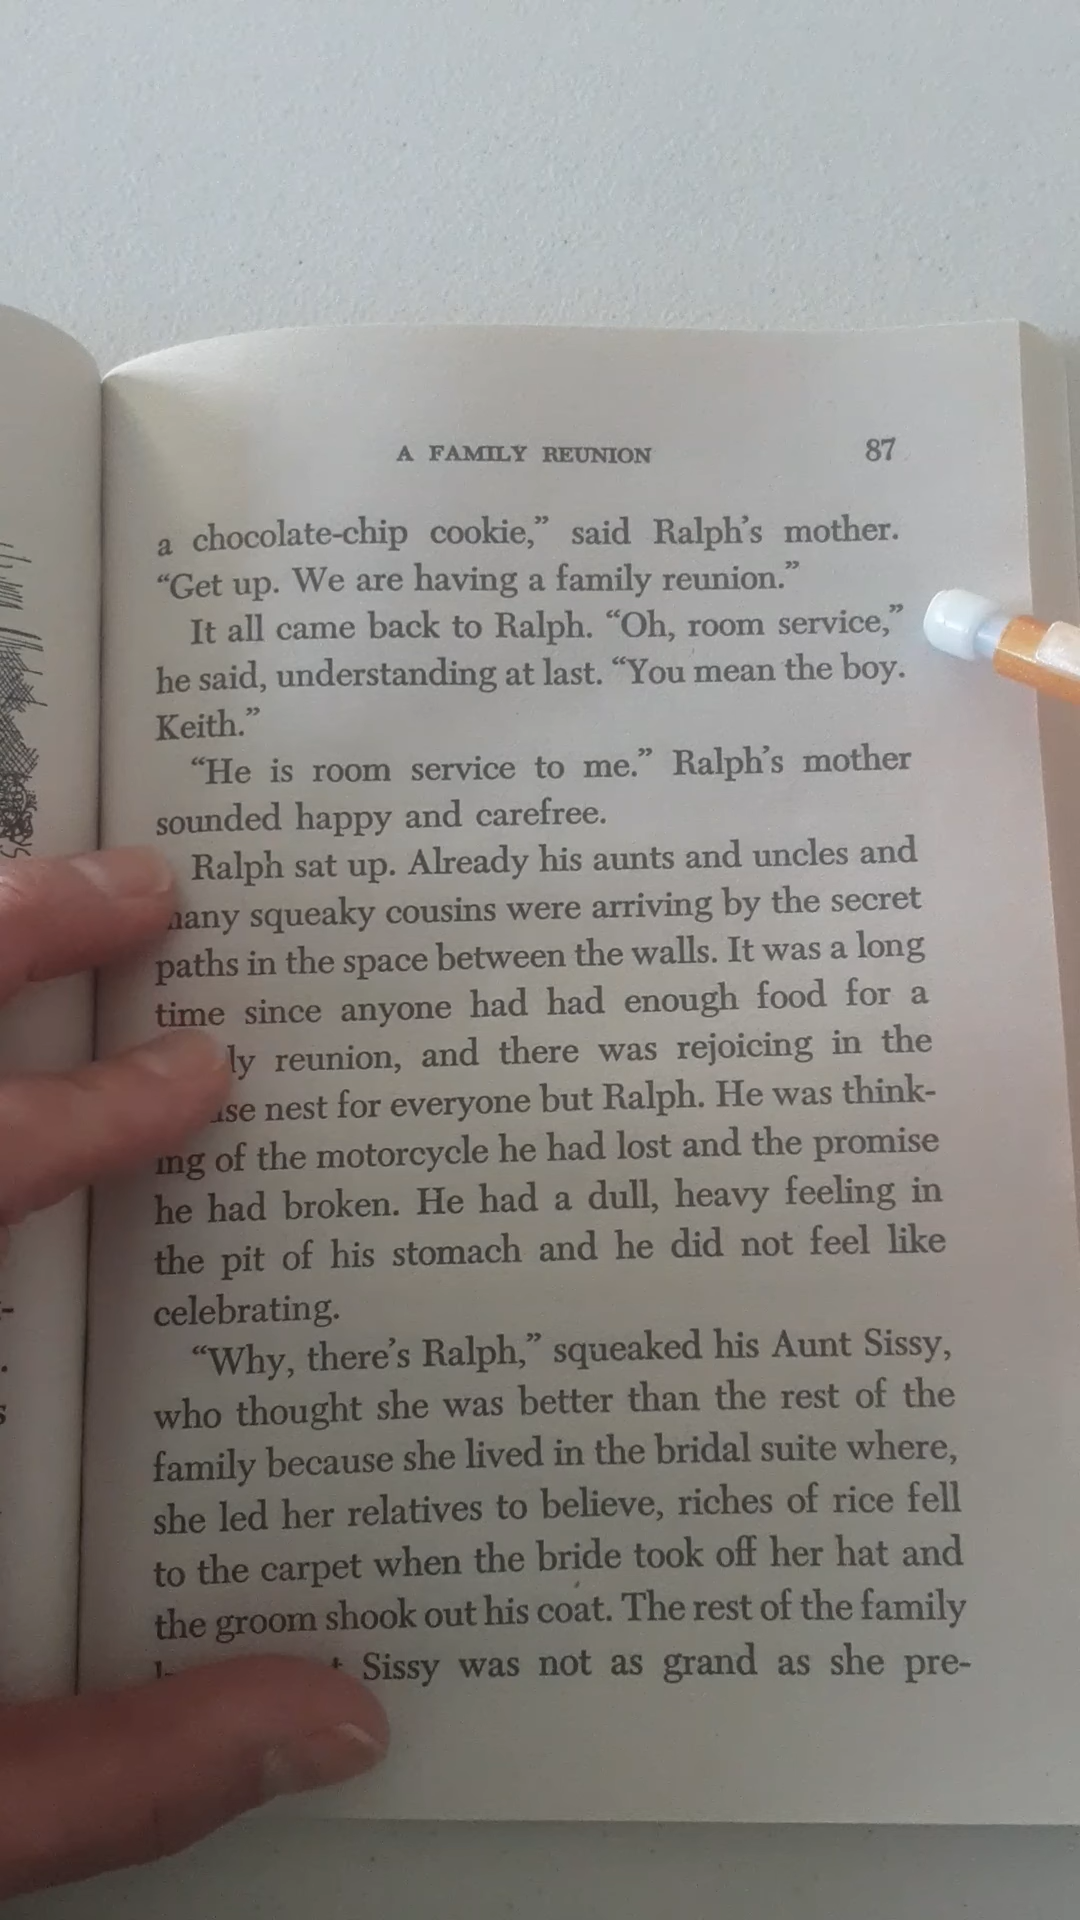 A FAMILY REUNION 87
a chocolate-chip cookie,” said Ralph’s mother.
“Get up. We are having a family reunion.”
It all came back to Ralph. “Oh, room service,”
he said, understanding at last. “You mean the boy.
Keith.”
“He is room service to me.” Ralph’s mother
sounded happy and carefree.
Ralph sat up. Already his aunts and uncles and
many squeaky cousins were arriving by the secret
paths in the space between the walls. It was a long
time since anyone had had enough food for a
ly reunion, and there was rejoicing in the
use nest for everyone but Ralph. He was think-
ing of the motorcycle he had lost and the promise
he had broken. He had a dull, heavy feeling in
the pit of his stomach and he did not feel like
celebrating.
“Why, there’s Ralph,” squeaked his Aunt Sissy,
who thought she was better than the rest of the
family because she lived in the bridal suite where,
she led her relatives to believe, riches of rice fell
to the carpet when the bride took off her hat and
the groom shook out his coat. The rest of the family
Sissy was not as grand as she pre-